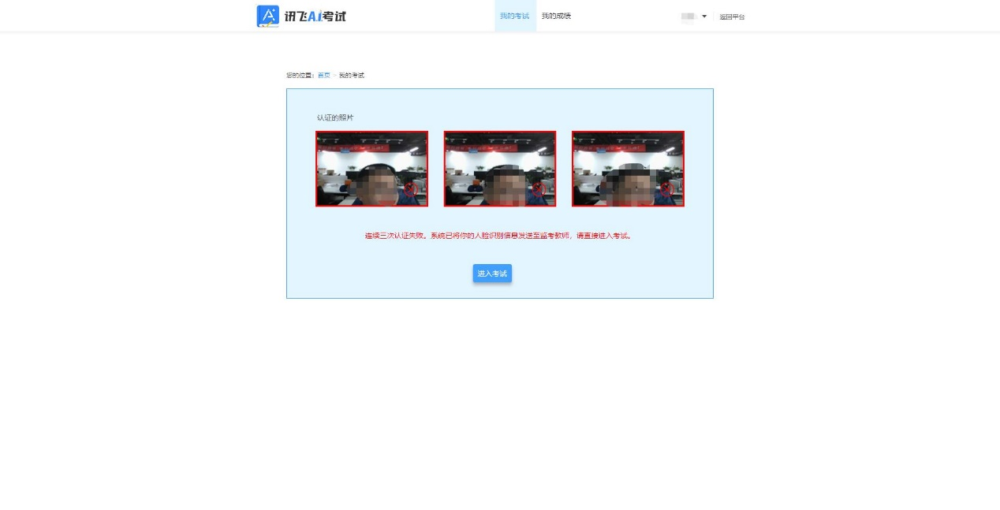 讯飞A.i.考试
我的考试 我的成绩
返回平台
您的位置：首页 > 我的考试
认证的照片
连续三次认证失败。系统已将你的人脸识别信息发送至监考教师，请直接进入考试。
进入考试